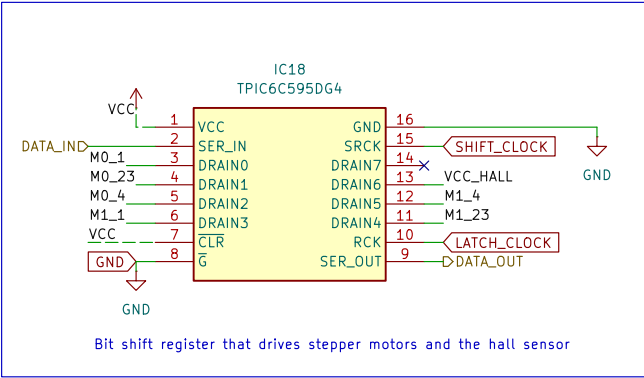 IC18
TPIC6C595DG4
VCC
1 VCC GND 16
DATA_IN 2 SER_IN SRCK 15 SHIFT_CLOCK
M0_1 3 DRAIN0 DRAIN7 14
M0_23 4 DRAIN1 DRAIN6 13 VCC_HALL
M0_4 5 DRAIN2 DRAIN5 12 M1_4
M1_1 6 DRAIN3 DRAIN4 11 M1_23
VCC 7 CLR RCK 10 LATCH_CLOCK
GND 8 G SER_OUT 9 DATA_OUT
GND
GND
Bit shift register that drives stepper motors and the hall sensor